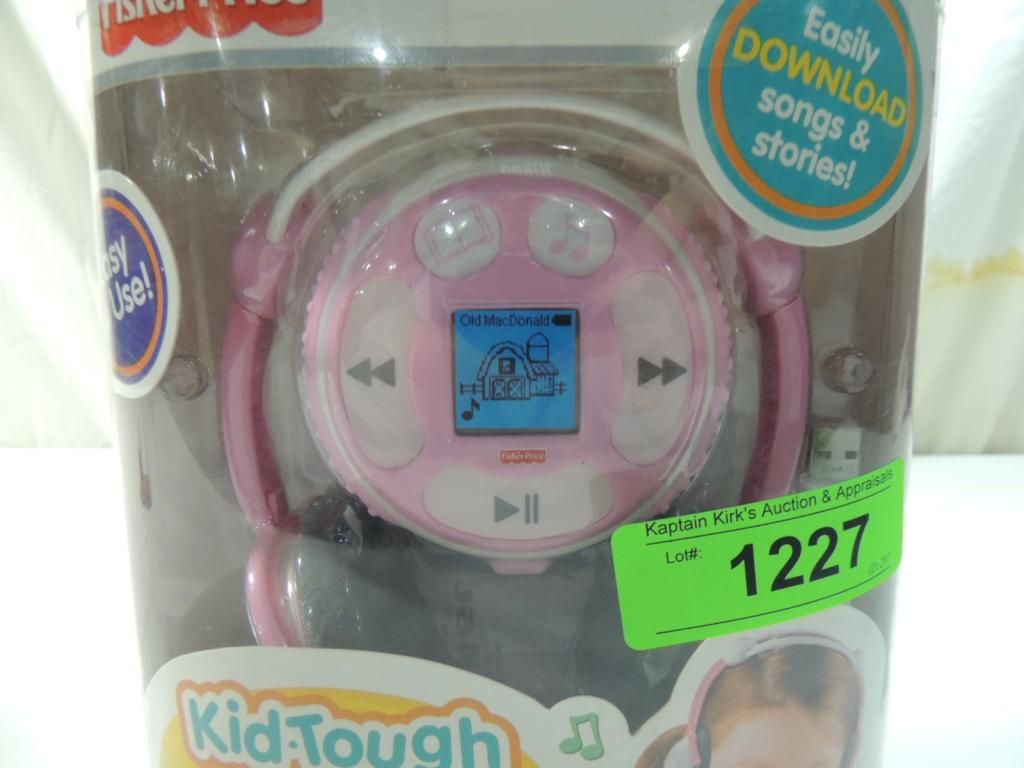 Fisher-Price
Easily
DOWNLOAD
songs &
stories!
Use!
Nikon
Old MacDonald
Fisher-Price
Kaptain Kirk's Auction & Appraisals
Lot#: 1227
Kid-Tough